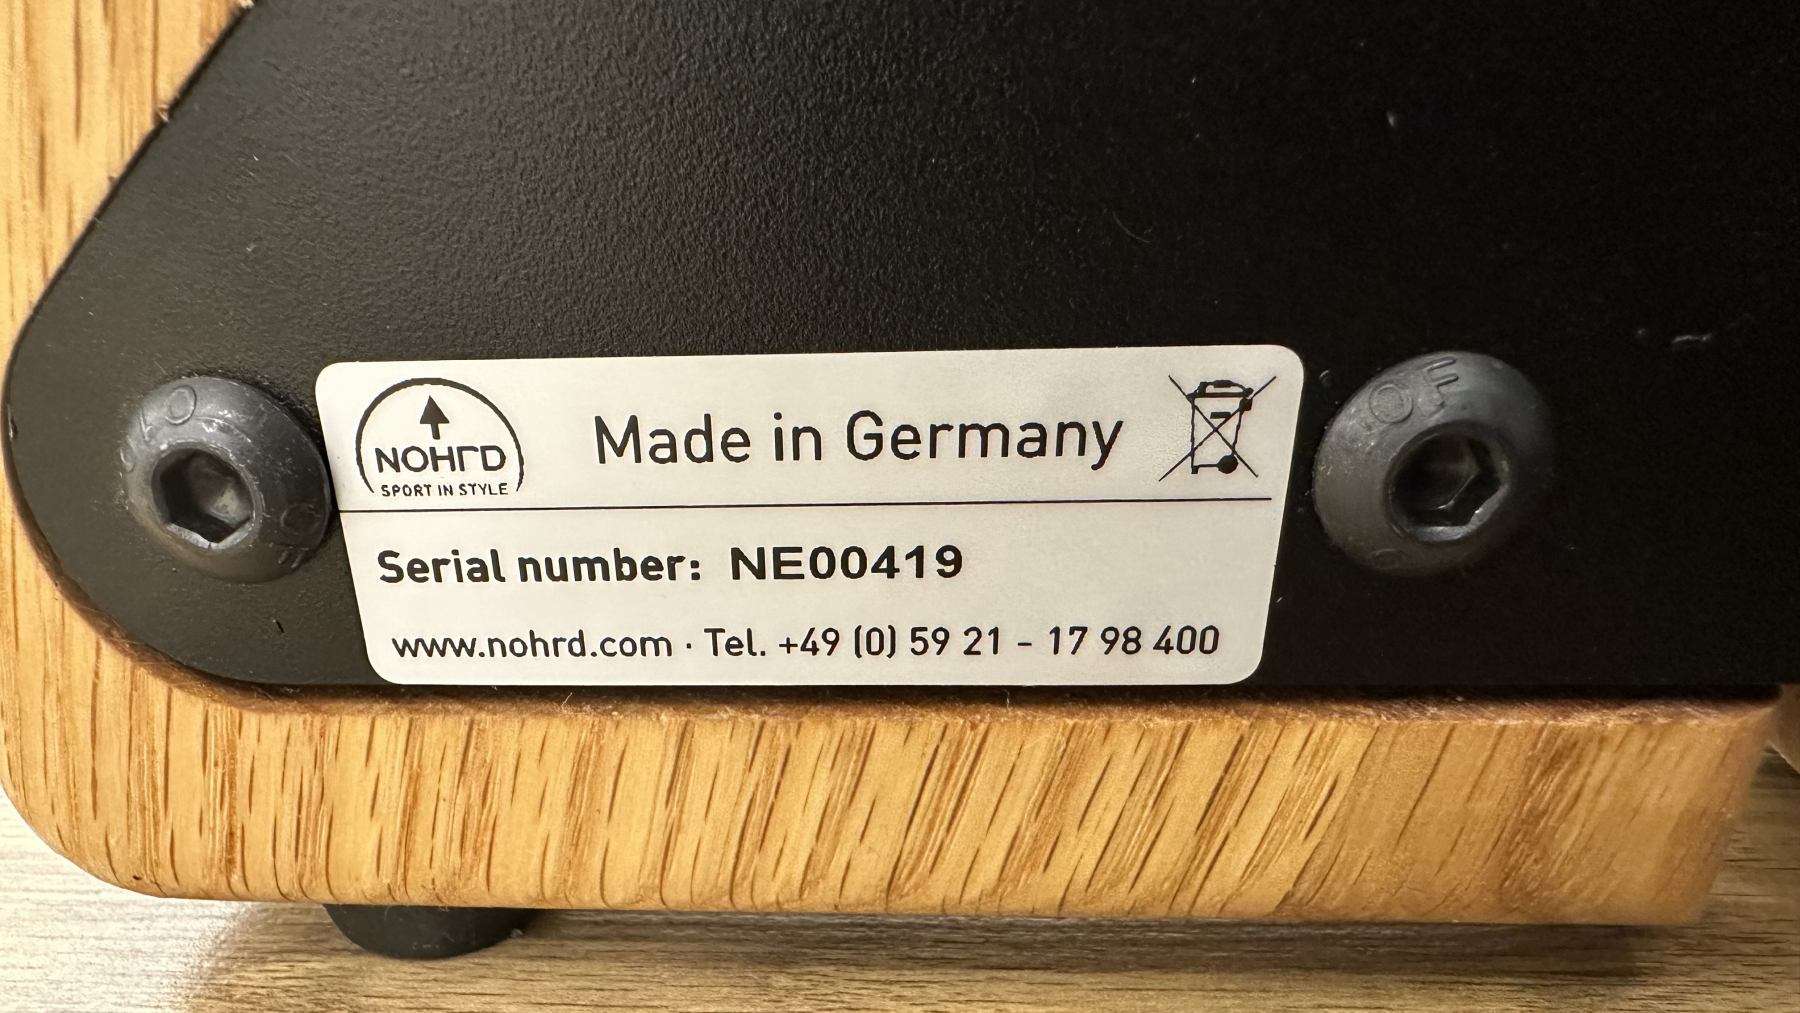 NOHrD
SPORT IN STYLE
Made in Germany
Serial number: NE00419
www.nohrd.com · Tel. +49 (0) 59 21 - 17 98 400